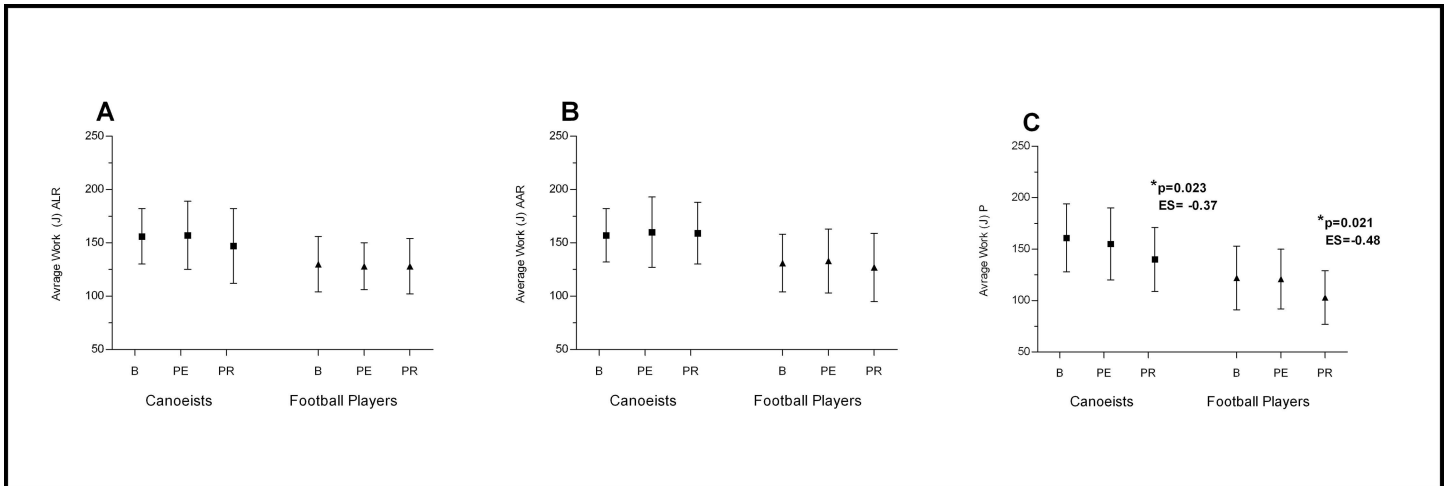 A
250
200
150
100
50
Avrage Work (J) ALR
B PE PR B PE PR
Canoeists Football Players
B
250
200
150
100
50
Average Work (J) AAR
B PE PR B PE PR
Canoeists Football Players
C
250
200
150
100
50
Avrage Work (J) P
*p=0.023
ES= -0.37
*p=0.021
ES=-0.48
B PE PR B PE PR
Canoeists Football Players